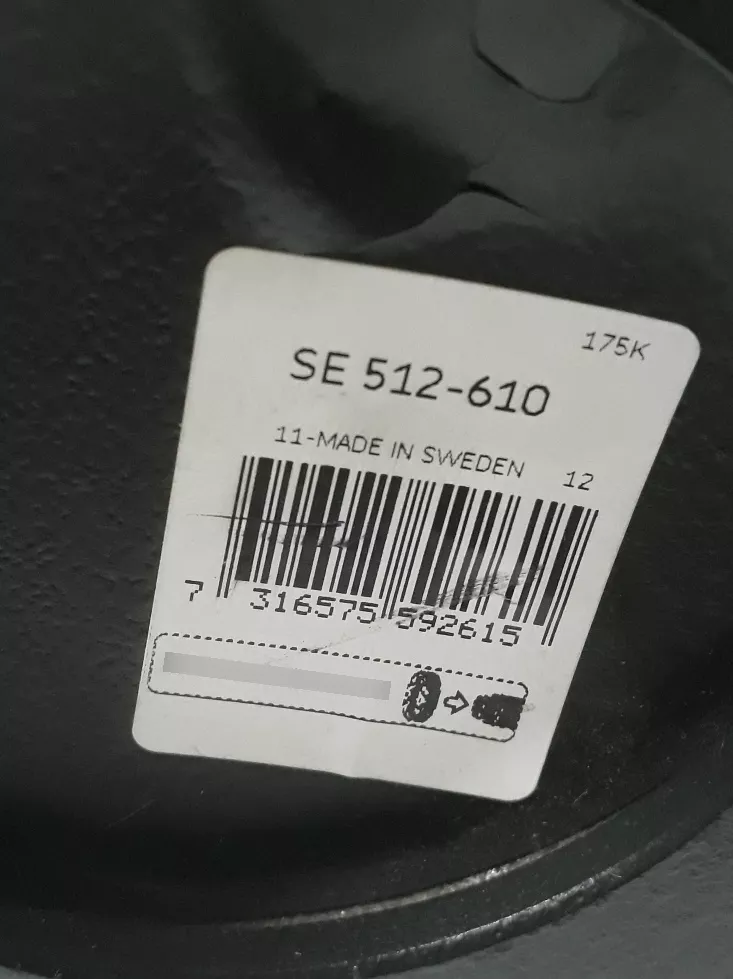 175K
SE 512-610
11-MADE IN SWEDEN 12
7 316575 592615